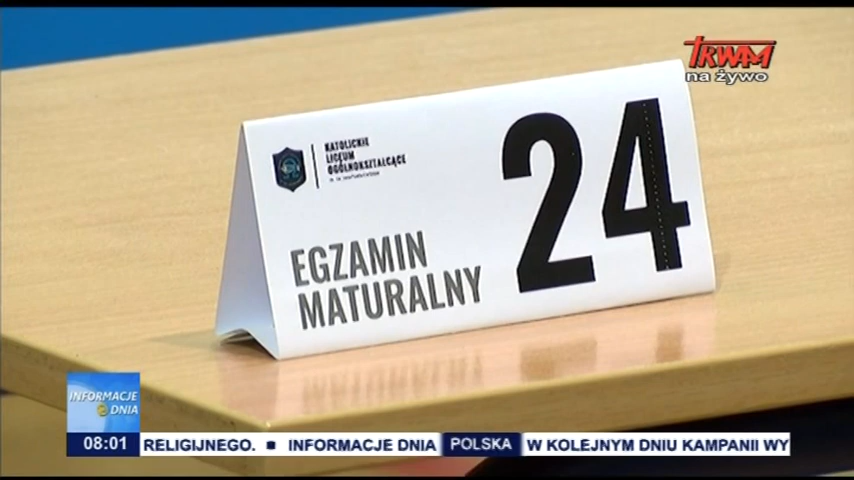 TRWAM
na żywo
KATOLICKIE
LICEUM
OGÓLNOKSZTAŁCĄCE
24
EGZAMIN
MATURALNY
INFORMACJE
DNIA
08:01 RELIGIJNEGO. ■ INFORMACJE DNIA POLSKA W KOLEJNYM DNIU KAMPANII WY